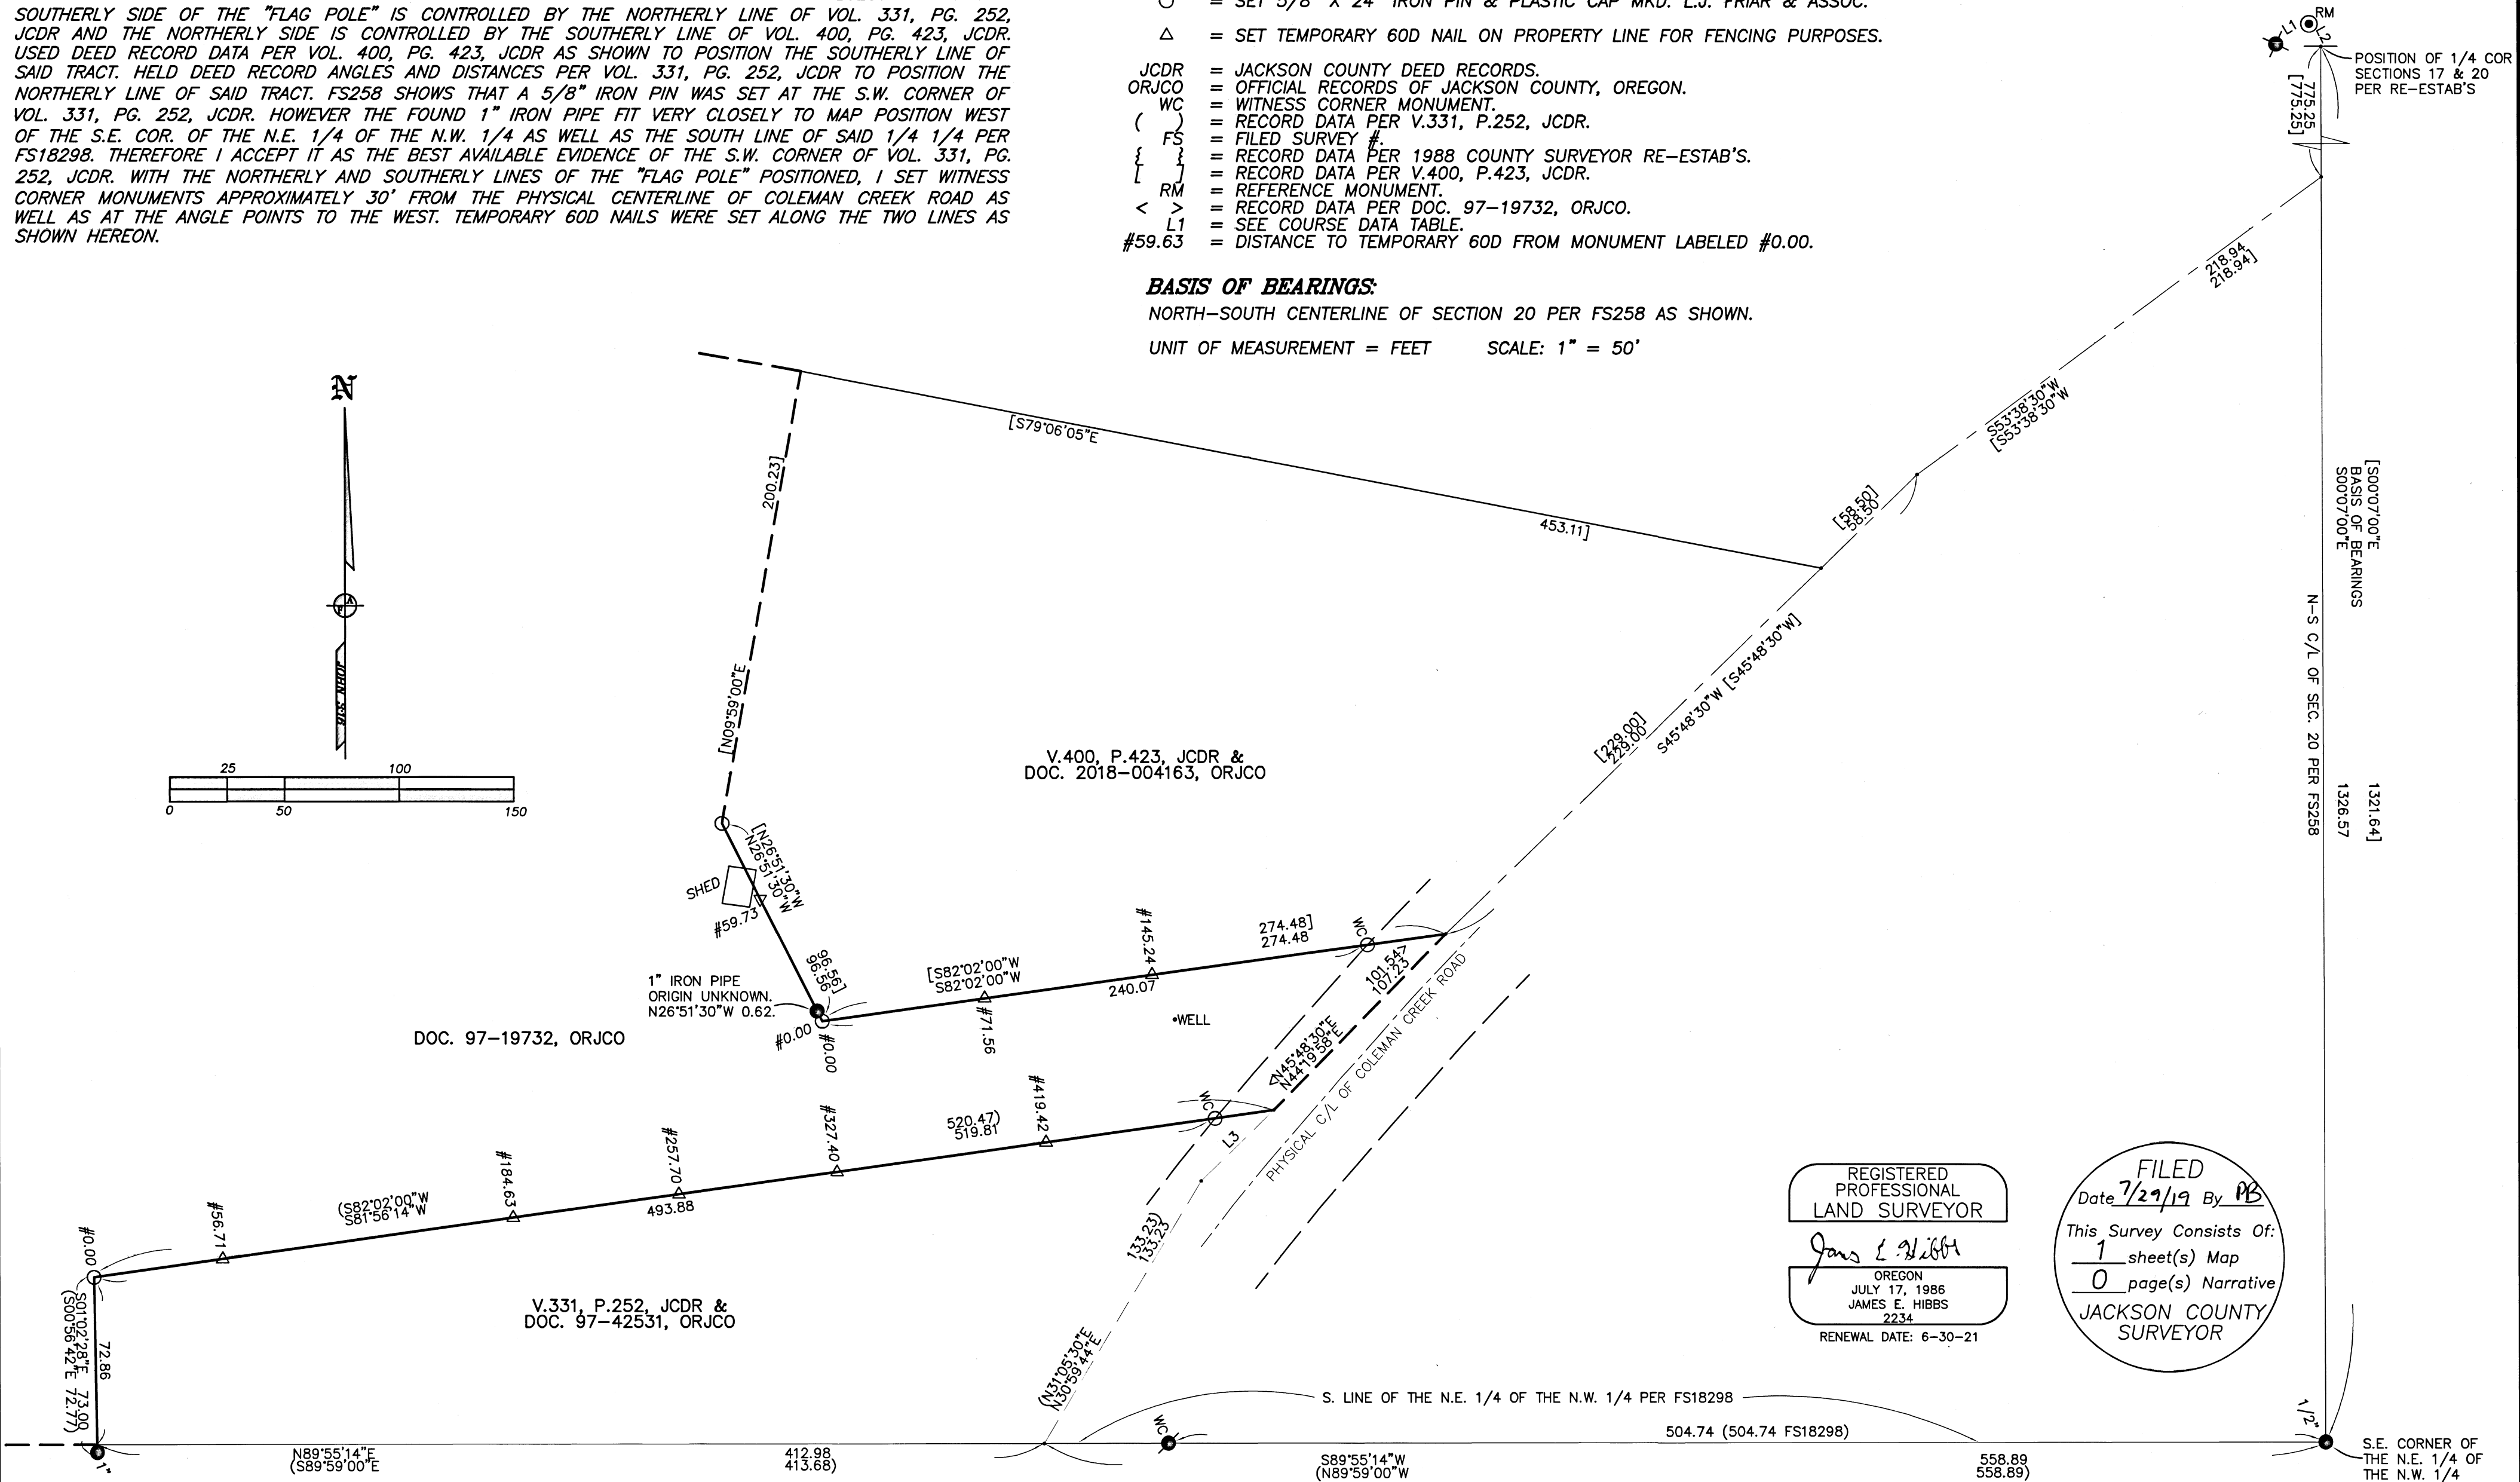 SOUTHERLY SIDE OF THE "FLAG POLE" IS CONTROLLED BY THE NORTHERLY LINE OF VOL. 331, PG. 252,
JCDR AND THE NORTHERLY SIDE IS CONTROLLED BY THE SOUTHERLY LINE OF VOL. 400, PG. 423, JCDR.
USED DEED RECORD DATA PER VOL. 400, PG. 423, JCDR AS SHOWN TO POSITION THE SOUTHERLY LINE OF
SAID TRACT. HELD DEED RECORD ANGLES AND DISTANCES PER VOL. 331, PG. 252, JCDR TO POSITION THE
NORTHERLY LINE OF SAID TRACT. FS258 SHOWS THAT A 5/8" IRON PIN WAS SET AT THE S.W. CORNER OF
VOL. 331, PG. 252, JCDR. HOWEVER THE FOUND 1" IRON PIPE FIT VERY CLOSELY TO MAP POSITION WEST
OF THE S.E. COR. OF THE N.E. 1/4 OF THE N.W. 1/4 AS WELL AS THE SOUTH LINE OF SAID 1/4 1/4 PER
FS18298. THEREFORE I ACCEPT IT AS THE BEST AVAILABLE EVIDENCE OF THE S.W. CORNER OF VOL. 331, PG.
252, JCDR. WITH THE NORTHERLY AND SOUTHERLY LINES OF THE "FLAG POLE" POSITIONED, I SET WITNESS
CORNER MONUMENTS APPROXIMATELY 30' FROM THE PHYSICAL CENTERLINE OF COLEMAN CREEK ROAD AS
WELL AS AT THE ANGLE POINTS TO THE WEST. TEMPORARY 60D NAILS WERE SET ALONG THE TWO LINES AS
SHOWN HEREON.
= SET 5/8" X 24" IRON PIN & PLASTIC CAP MKD. L.J. FRIAR & ASSOC.
△ = SET TEMPORARY 60D NAIL ON PROPERTY LINE FOR FENCING PURPOSES.
JCDR = JACKSON COUNTY DEED RECORDS.
ORJCO = OFFICIAL RECORDS OF JACKSON COUNTY, OREGON.
WC = WITNESS CORNER MONUMENT.
( ) = RECORD DATA PER V.331, P.252, JCDR.
FS = FILED SURVEY #.
{ } = RECORD DATA PER 1988 COUNTY SURVEYOR RE-ESTAB'S.
[ ] = RECORD DATA PER V.400, P.423, JCDR.
RM = REFERENCE MONUMENT.
< > = RECORD DATA PER DOC. 97-19732, ORJCO.
L1 = SEE COURSE DATA TABLE.
#59.63 = DISTANCE TO TEMPORARY 60D FROM MONUMENT LABELED #0.00.
BASIS OF BEARINGS:
NORTH-SOUTH CENTERLINE OF SECTION 20 PER FS258 AS SHOWN.
UNIT OF MEASUREMENT = FEET SCALE: 1" = 50'
RM
L1
L2
POSITION OF 1/4 COR
SECTIONS 17 & 20
PER RE-ESTAB'S
775.25
[775.25]
218.94
218.94]
S53°38'30"W
[S53°38'30"W
[58.50]
58.50
[S00°07'00"E
BASIS OF BEARINGS
S00°07'00"E
N-S C/L OF SEC. 20 PER FS258
1321.64]
1326.57
N
JOHN 3:16
25 100
0 50 150
[S79°06'05"E
453.11]
200.23]
[N09°59'00"E
S45°48'30"W [S45°48'30"W]
[229.00]
229.00
V.400, P.423, JCDR &
DOC. 2018-004163, ORJCO
[N26°51'30"W
N26°51'30"W
SHED
#59.73
96.56]
96.56
1" IRON PIPE
ORIGIN UNKNOWN.
N26°51'30"W 0.62.
#0.00
#0.00
[S82°02'00"W
S82°02'00"W
#71.56
#145.24
240.07
274.48]
274.48
WC
101.54>
107.23
<N45°48'30"E
N44°19'58"E
PHYSICAL C/L OF COLEMAN CREEK ROAD
WELL
DOC. 97-19732, ORJCO
#0.00
#56.71
(S82°02'00"W
S81°56'14"W
#184.63
#257.70
493.88
#327.40
#419.42
520.47)
519.81
WC
L3
133.23)
133.23
(N31°05'30"E
N30°59'44"E
S01°02'28"E 73.00
(S00°56'42"E 72.77)
72.86
V.331, P.252, JCDR &
DOC. 97-42531, ORJCO
1"
N89°55'14"E
(S89°59'00"E
412.98
413.68)
WC
S. LINE OF THE N.E. 1/4 OF THE N.W. 1/4 PER FS18298
504.74 (504.74 FS18298)
S89°55'14"W
(N89°59'00"W
558.89
558.89)
1/2"
S.E. CORNER OF
THE N.E. 1/4 OF
THE N.W. 1/4
REGISTERED
PROFESSIONAL
LAND SURVEYOR
James E. Hibbs
OREGON
JULY 17, 1986
JAMES E. HIBBS
2234
RENEWAL DATE: 6-30-21
FILED
Date 7/29/19 By PB
This Survey Consists Of:
1 sheet(s) Map
0 page(s) Narrative
JACKSON COUNTY
SURVEYOR